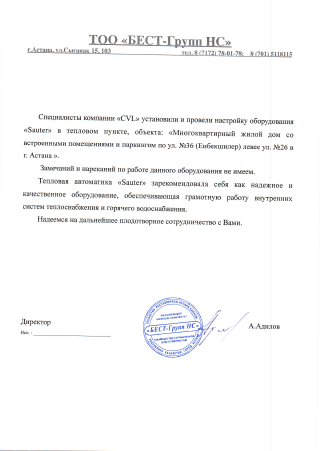 ТОО «БЕСТ-Групп НС»
г.Астана, ул.Сыганак 15, 103 тел. 8 (7172) 78-01-78; 8 (701) 5118115
Специалисты компании «CVL» установили и провели настройку оборудования
«Sauter» в тепловом пункте, объекта: «Многоквартирный жилой дом со
встроенными помещениями и паркингом по ул. №36 (Енбекшилер) левее ул. №26 в
г. Астана ».
Замечаний и нареканий по работе данного оборудования не имеем.
Тепловая автоматика «Sauter» зарекомендовала себя как надежное и
качественное оборудование, обеспечивающая грамотную работу внутренних
систем теплоснабжения и горячего водоснабжения.
Надеемся на дальнейшее плодотворное сотрудничество с Вами.
Директор А.Адилов
«БЕСТ-Групп НС»